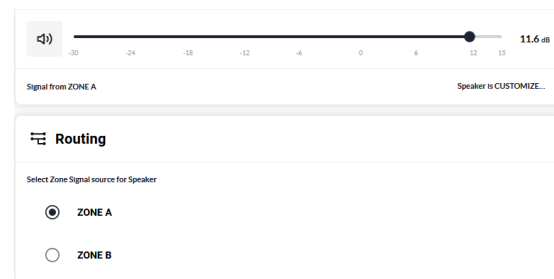 11.6 dB
-30 -24 -18 -12 -6 0 6 12 15
Signal from ZONE A Speaker is CUSTOMIZE...
Routing
Select Zone Signal source for Speaker
ZONE A
ZONE B